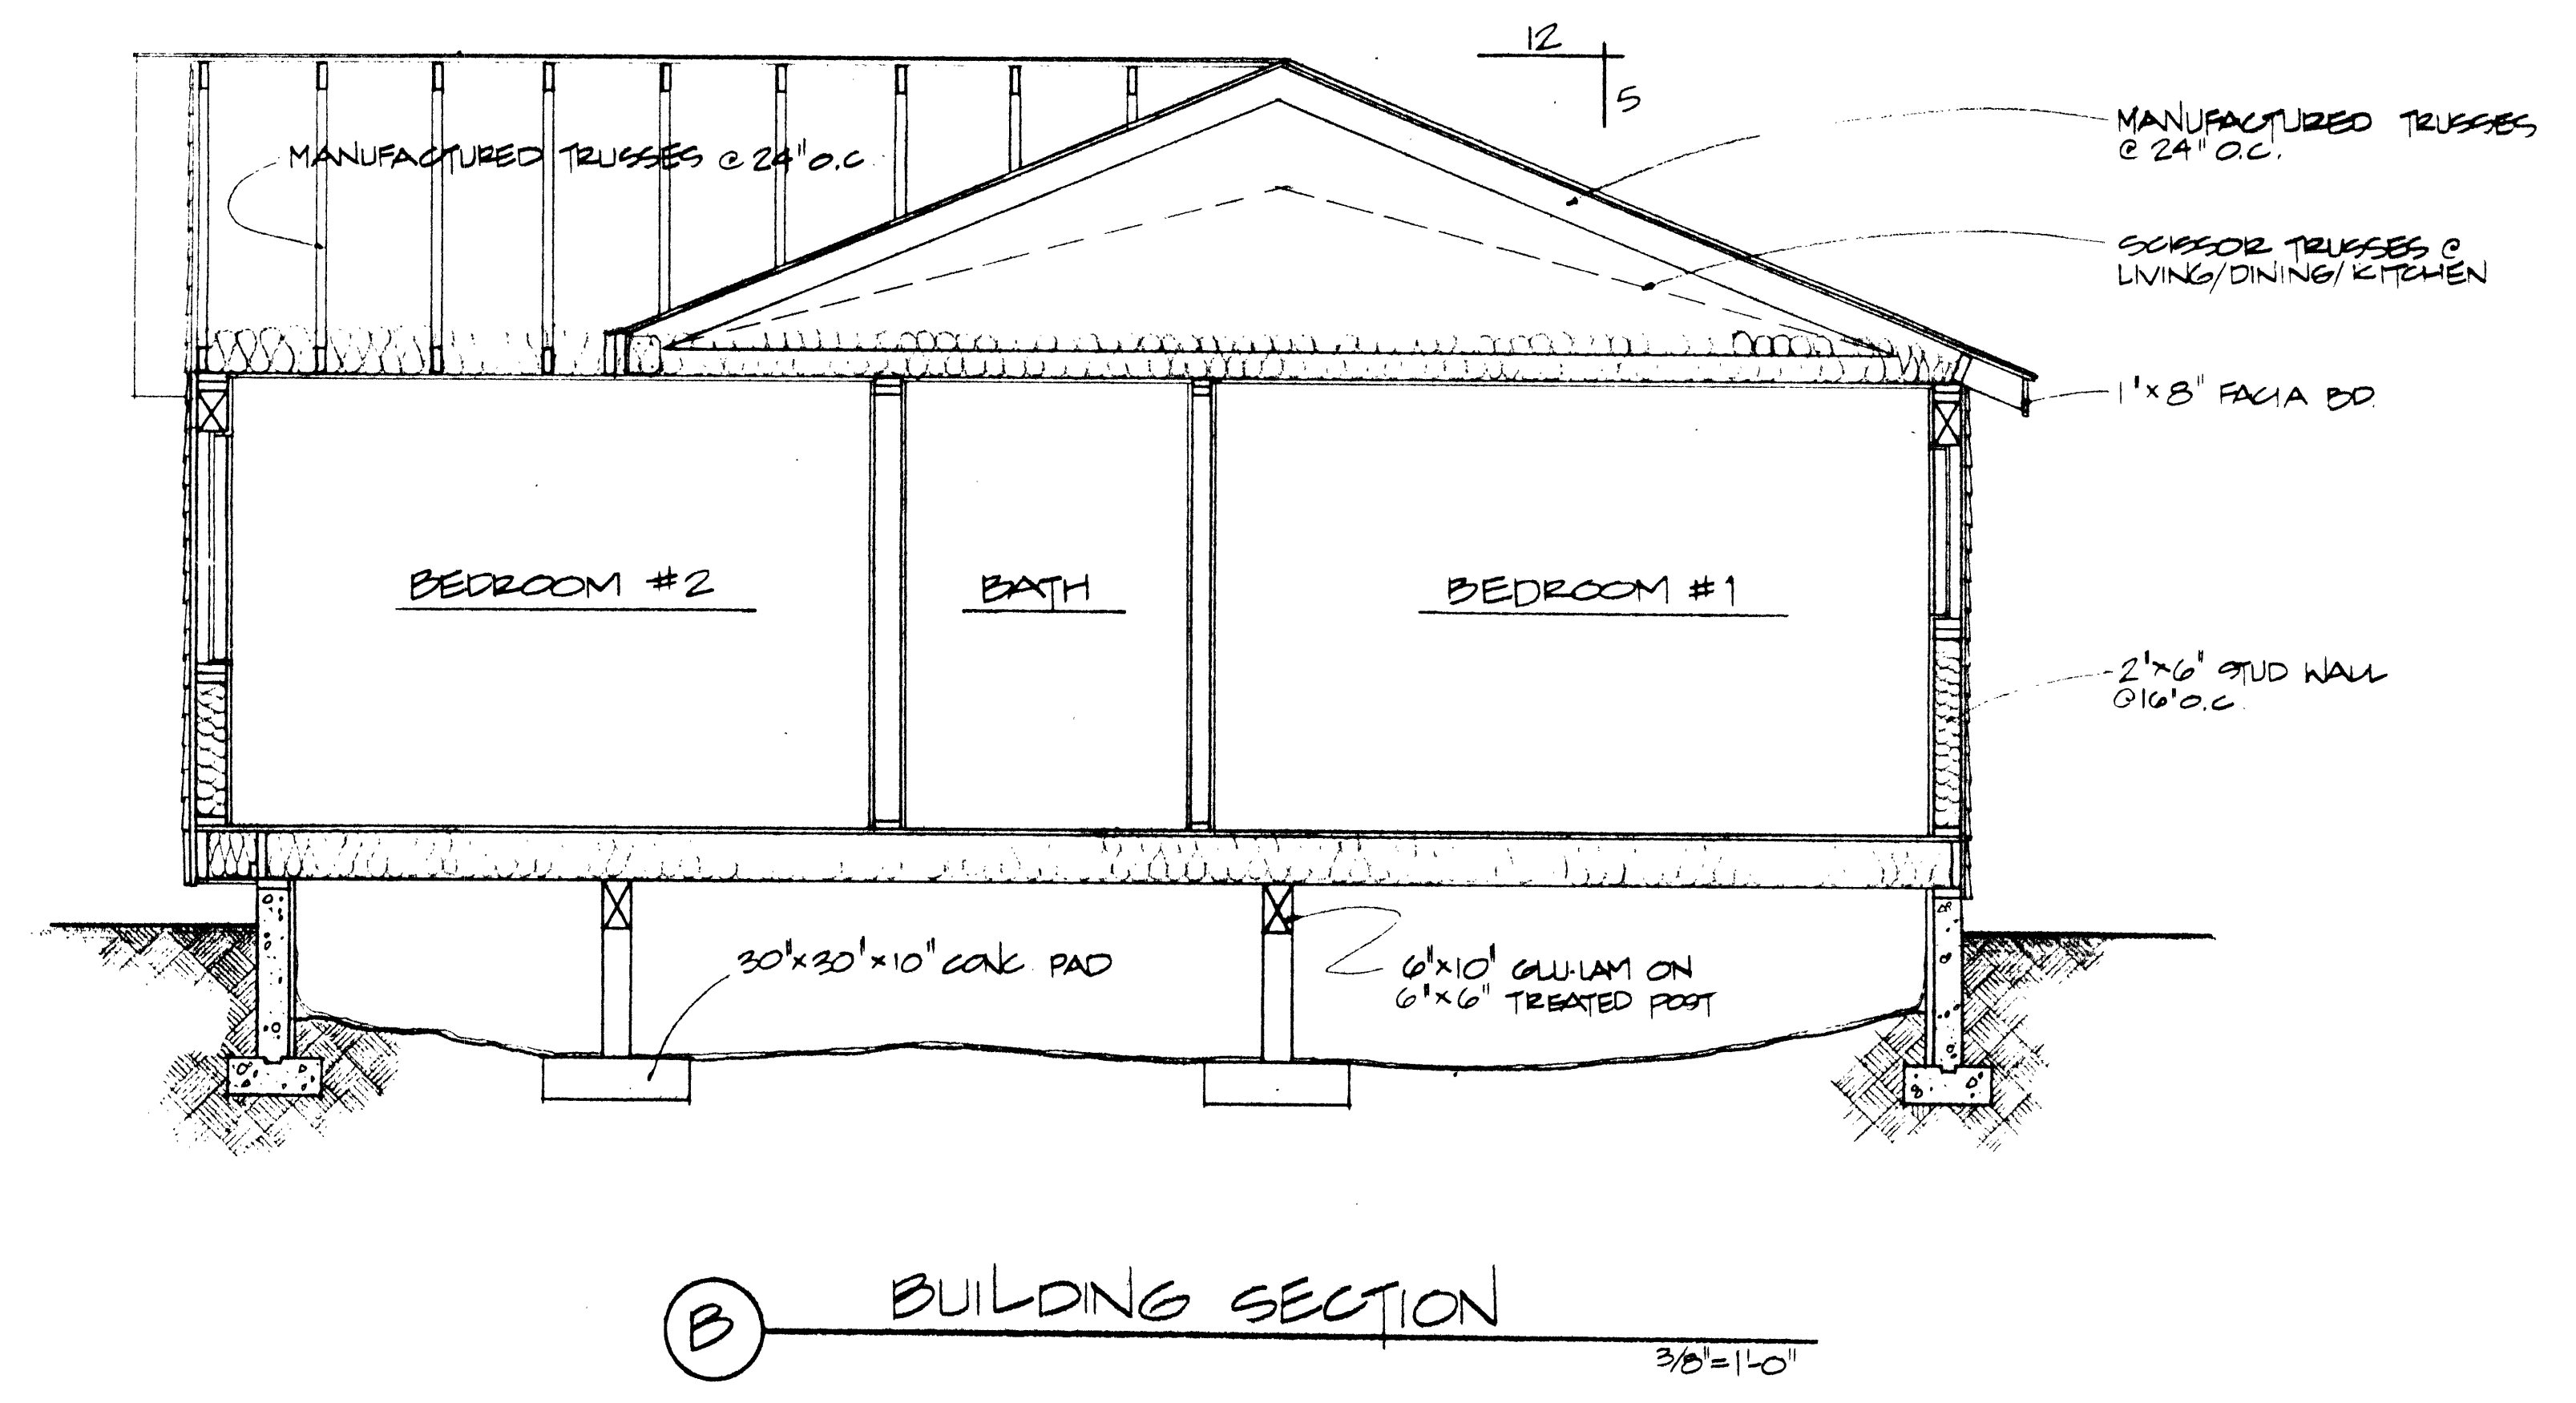 12
5
MANUFACTURED TRUSSES @ 24" O.C.
MANUFACTURED TRUSSES
@ 24" O.C.
SCISSOR TRUSSES @
LIVING/DINING/KITCHEN
1"x8" FACIA BD.
BEDROOM #2
BATH
BEDROOM #1
2"x6" STUD WALL
@16"O.C.
30"x30"x10" CONC. PAD
6"x10" GLU-LAM ON
6"x6" TREATED POST
B
BUILDING SECTION
3/8"=1'-0"